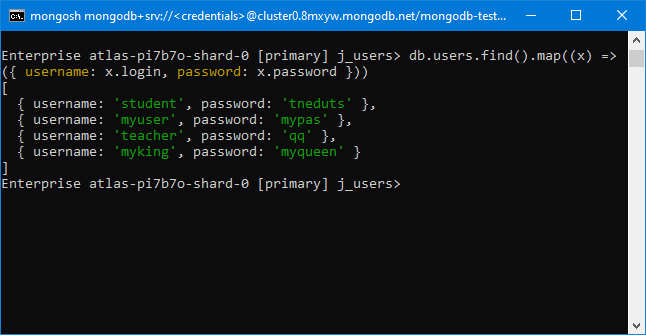 mongosh mongodb+srv://<credentials>@cluster0.8mxyw.mongodb.net/mongodb-test...
Enterprise atlas-pi7b7o-shard-0 [primary] j_users> db.users.find().map((x) =>
({ username: x.login, password: x.password }))
[
  { username: 'student', password: 'tneduts' },
  { username: 'myuser', password: 'mypas' },
  { username: 'teacher', password: 'qq' },
  { username: 'myking', password: 'myqueen' }
]
Enterprise atlas-pi7b7o-shard-0 [primary] j_users>